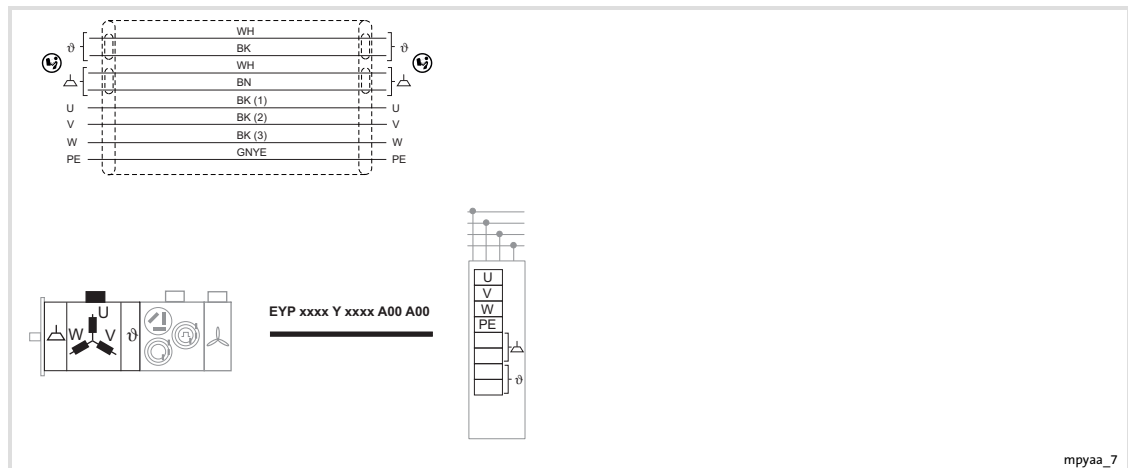 WH
ϑ BK ϑ
WH
BN
U BK (1) U
V BK (2) V
W BK (3) W
PE GNYE PE
U
V
W
PE
EYP xxxx Y xxxx A00 A00
U
W V ϑ
ϑ
mpyaa_7